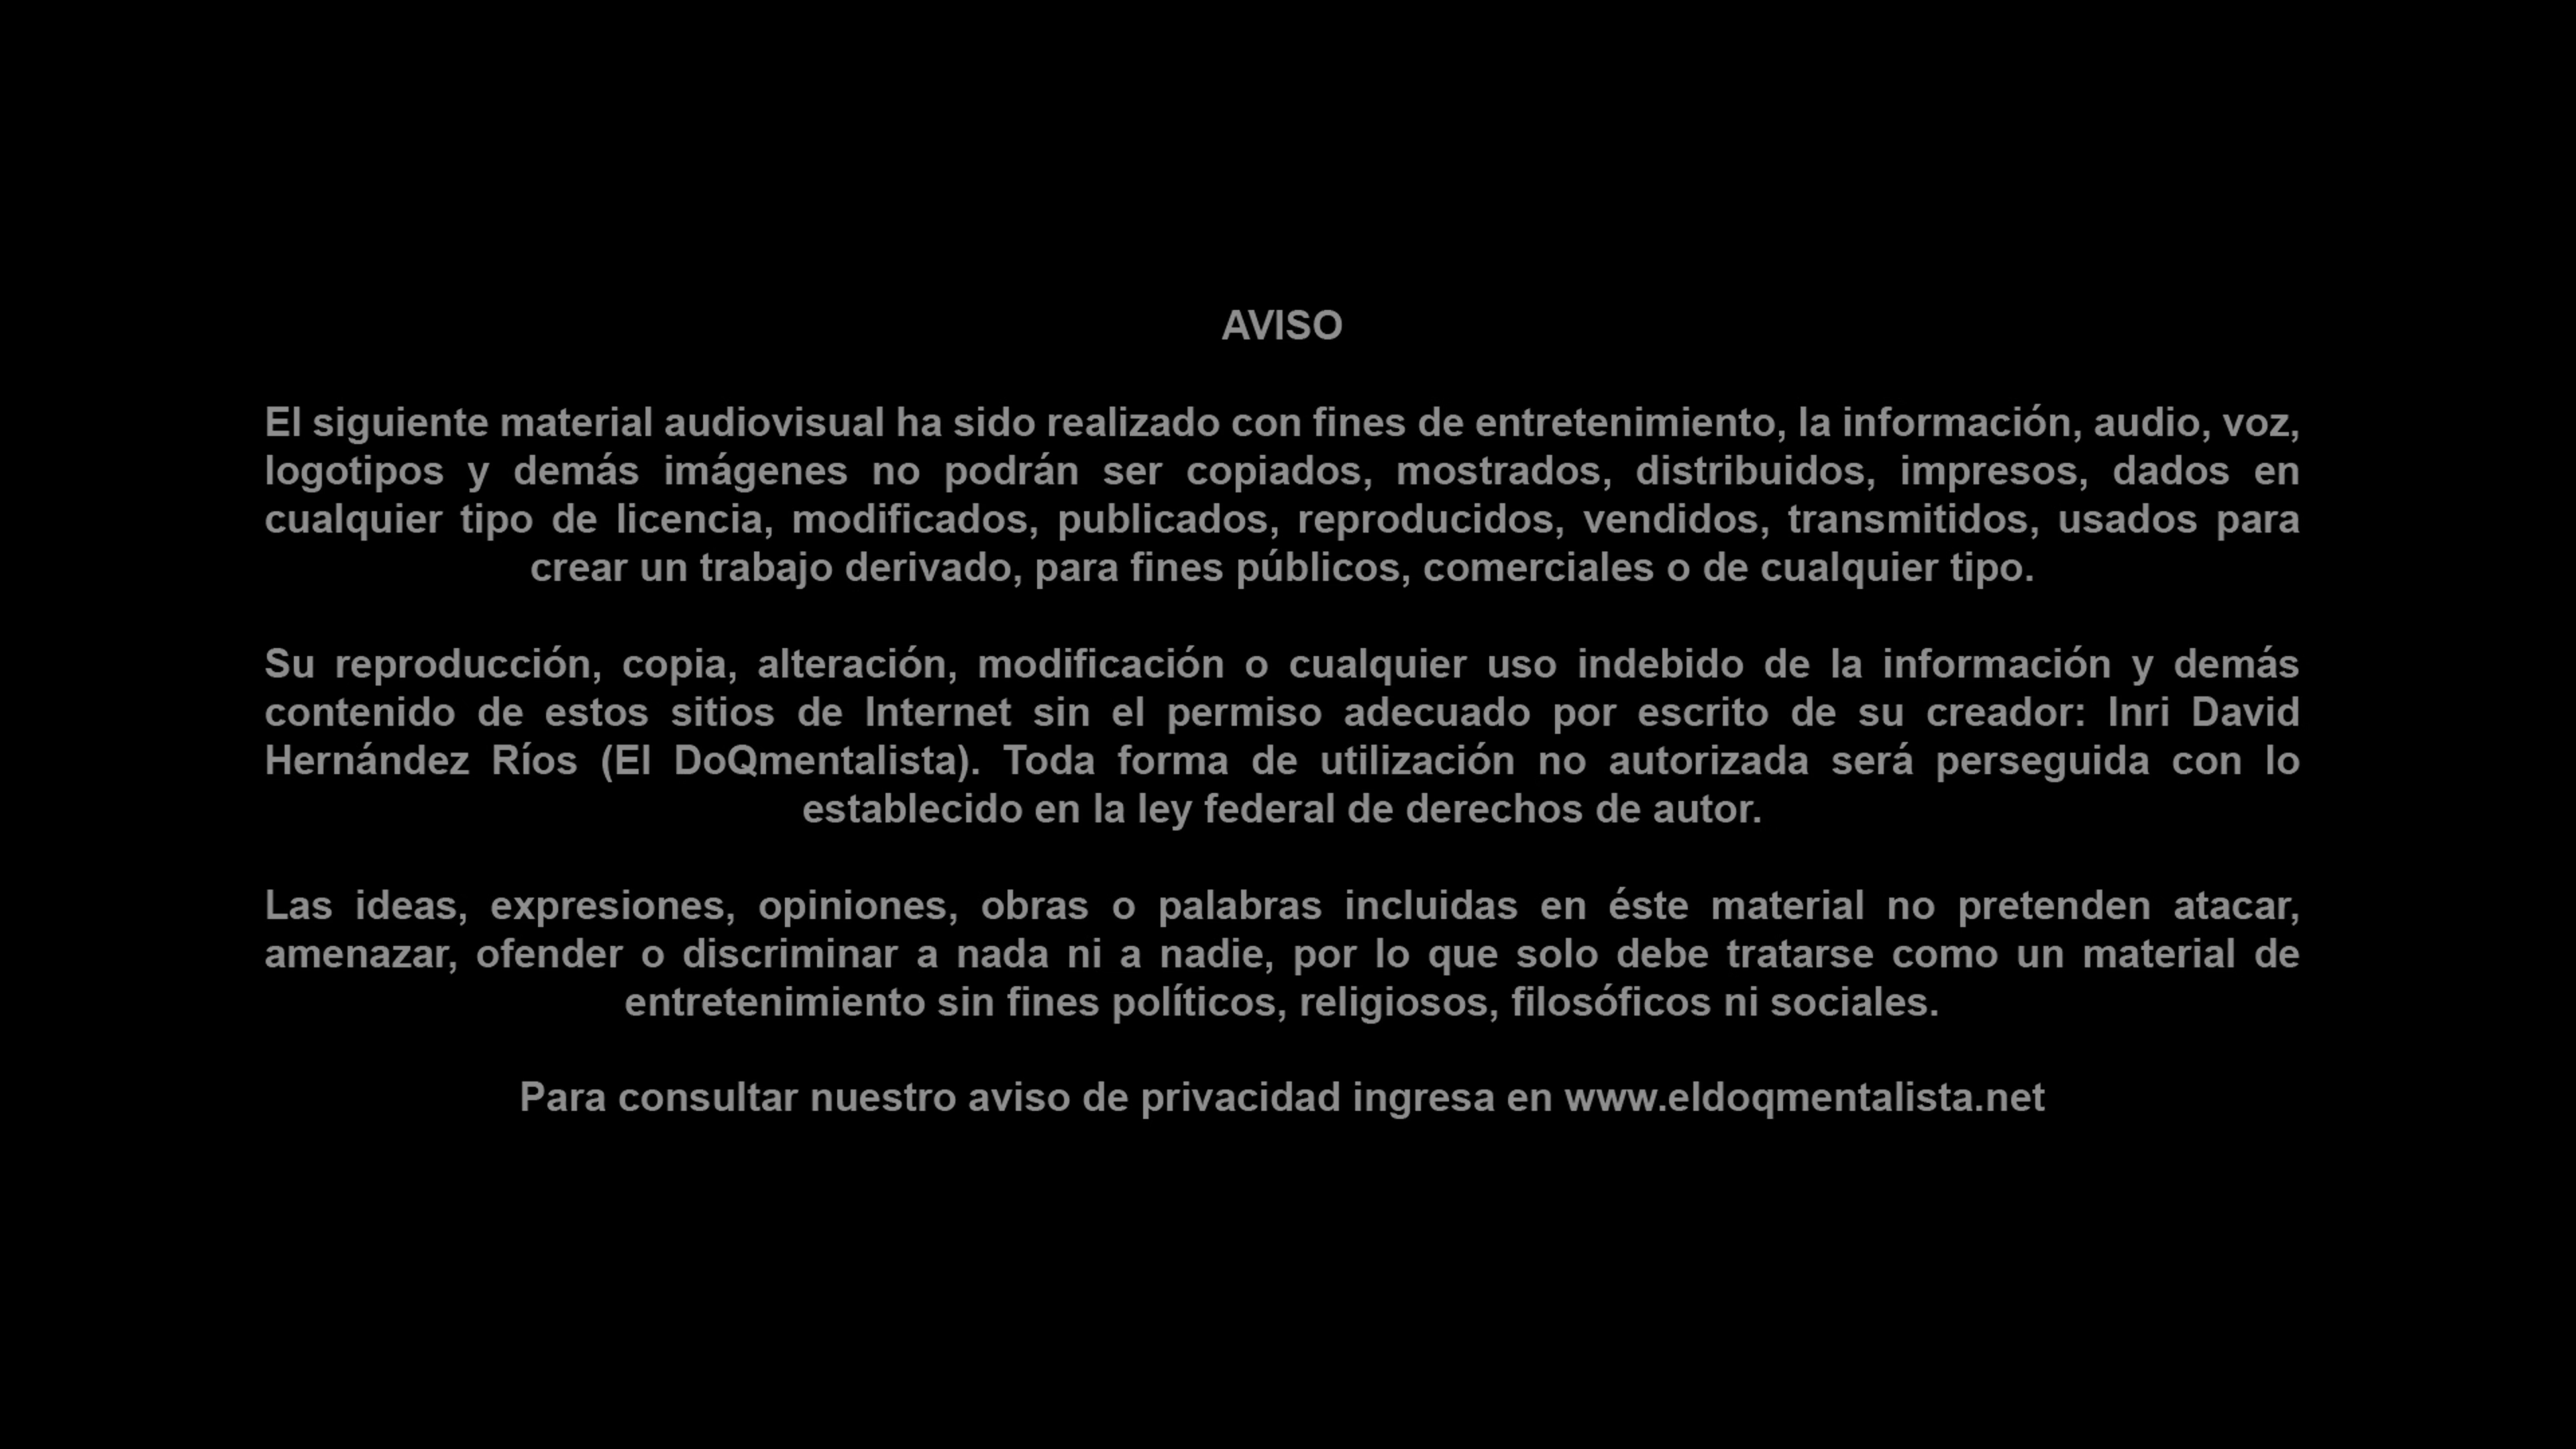 AVISO
El siguiente material audiovisual ha sido realizado con fines de entretenimiento, la información, audio, voz,
logotipos y demás imágenes no podrán ser copiados, mostrados, distribuidos, impresos, dados en
cualquier tipo de licencia, modificados, publicados, reproducidos, vendidos, transmitidos, usados para
crear un trabajo derivado, para fines públicos, comerciales o de cualquier tipo.
Su reproducción, copia, alteración, modificación o cualquier uso indebido de la información y demás
contenido de estos sitios de Internet sin el permiso adecuado por escrito de su creador: Inri David
Hernández Ríos (El DoQmentalista). Toda forma de utilización no autorizada será perseguida con lo
establecido en la ley federal de derechos de autor.
Las ideas, expresiones, opiniones, obras o palabras incluidas en éste material no pretenden atacar,
amenazar, ofender o discriminar a nada ni a nadie, por lo que solo debe tratarse como un material de
entretenimiento sin fines políticos, religiosos, filosóficos ni sociales.
Para consultar nuestro aviso de privacidad ingresa en www.eldoqmentalista.net